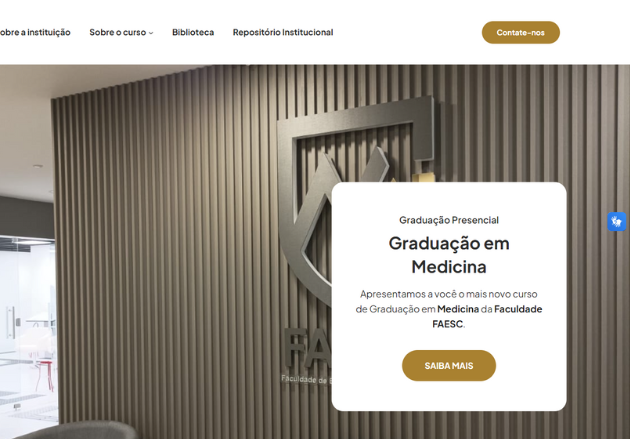 obre a instituição Sobre o curso Biblioteca Repositório Institucional Contate-nos
Graduação Presencial
Graduação em
Medicina
Apresentamos a você o mais novo curso
de Graduação em Medicina da Faculdade
FAESC.
SAIBA MAIS
FA
Faculdade de E